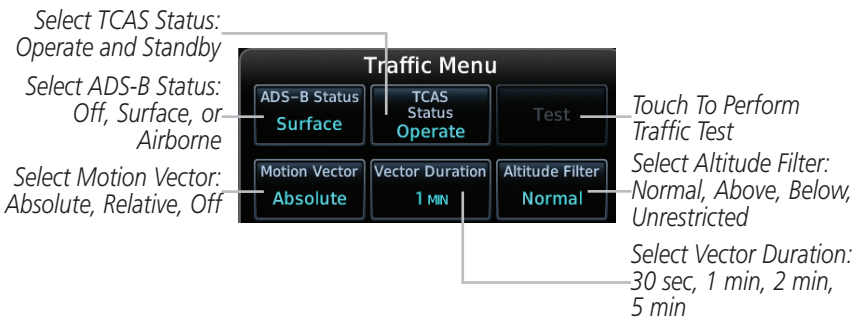 Select TCAS Status:
Operate and Standby
Select ADS-B Status:
Off, Surface, or
Airborne
Select Motion Vector:
Absolute, Relative, Off
Traffic Menu
ADS–B Status
Surface
TCAS
Status
Operate
Test
Motion Vector
Absolute
Vector Duration
1 MIN
Altitude Filter
Normal
Touch To Perform
Traffic Test
Select Altitude Filter:
Normal, Above, Below,
Unrestricted
Select Vector Duration:
30 sec, 1 min, 2 min,
5 min